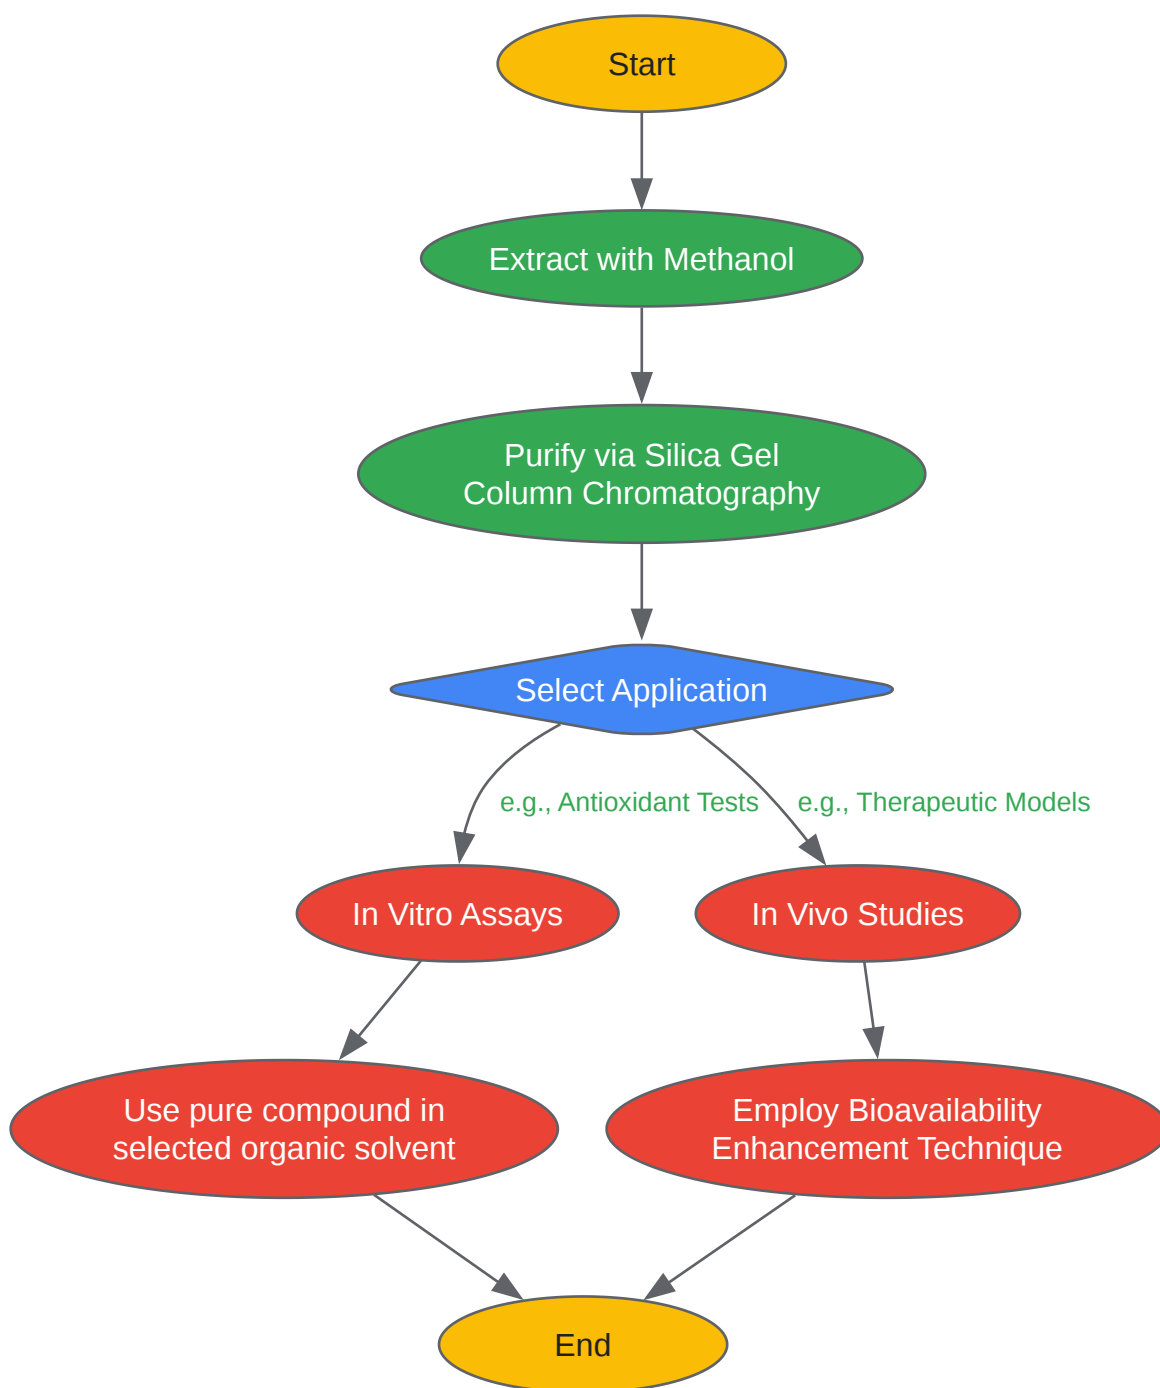 Start
Extract with Methanol
Purify via Silica Gel
Column Chromatography
Select Application
e.g., Antioxidant Tests
e.g., Therapeutic Models
In Vitro Assays
In Vivo Studies
Use pure compound in
selected organic solvent
Employ Bioavailability
Enhancement Technique
End